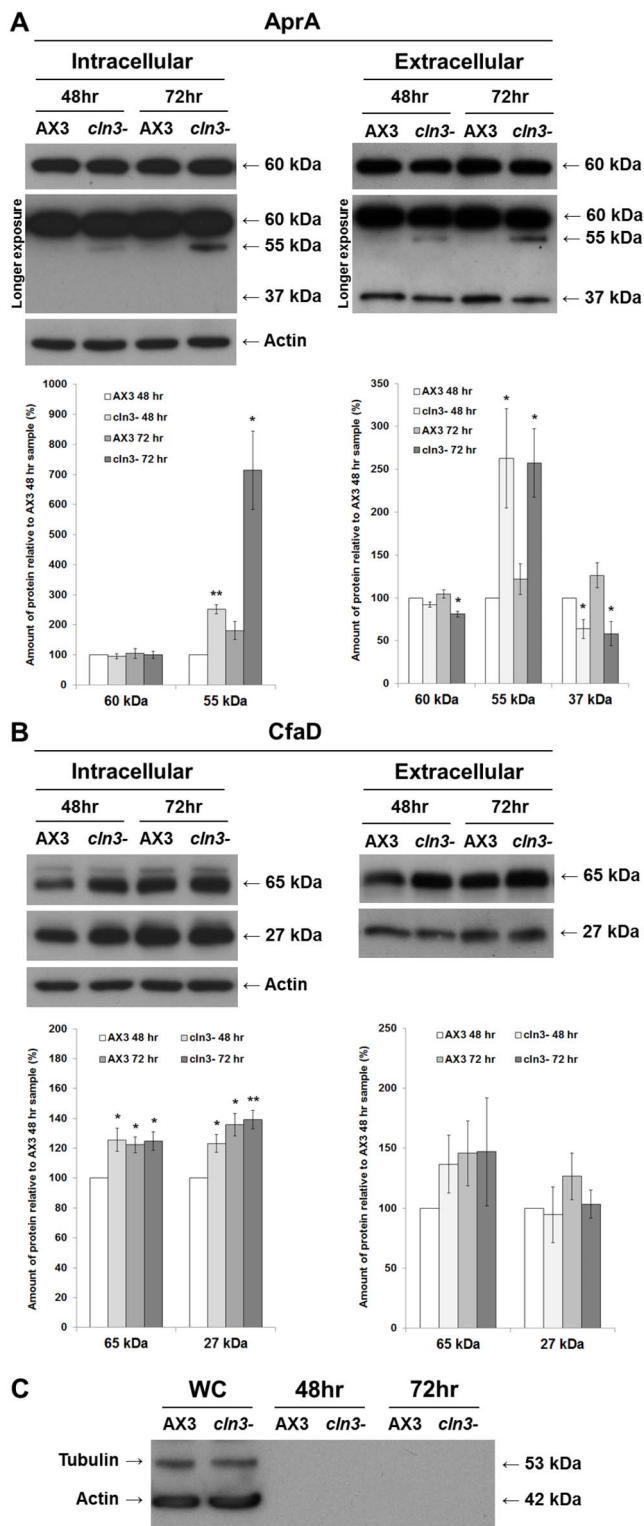 A
AprA
Intracellular
Extracellular
48hr 72hr
48hr 72hr
AX3 cln3- AX3 cln3-
AX3 cln3- AX3 cln3-
← 60 kDa
← 60 kDa
Longer exposure
← 60 kDa
← 55 kDa
← 37 kDa
Longer exposure
← 60 kDa
← 55 kDa
← 37 kDa
← Actin
Amount of protein relative to AX3 48 hr sample (%)
1000
900
800
700
600
500
400
300
200
100
0
AX3 48 hr
cln3- 48 hr
AX3 72 hr
cln3- 72 hr
**
*
60 kDa 55 kDa
Amount of protein relative to AX3 48 hr sample (%)
350
300
250
200
150
100
50
0
AX3 48 hr
cln3- 48 hr
AX3 72 hr
cln3- 72 hr
*
*
*
*
*
60 kDa 55 kDa 37 kDa
B
CfaD
Intracellular
Extracellular
48hr 72hr
48hr 72hr
AX3 cln3- AX3 cln3-
AX3 cln3- AX3 cln3-
← 65 kDa
← 65 kDa
← 27 kDa
← 27 kDa
← Actin
Amount of protein relative to AX3 48 hr sample (%)
200
180
160
140
120
100
80
60
40
20
0
AX3 48 hr cln3- 48 hr
AX3 72 hr cln3- 72 hr
* * *
* * **
65 kDa 27 kDa
Amount of protein relative to AX3 48 hr sample (%)
250
200
150
100
50
0
AX3 48 hr cln3- 48 hr
AX3 72 hr cln3- 72 hr
65 kDa 27 kDa
C
WC 48hr 72hr
AX3 cln3- AX3 cln3- AX3 cln3-
Tubulin → ← 53 kDa
Actin → ← 42 kDa